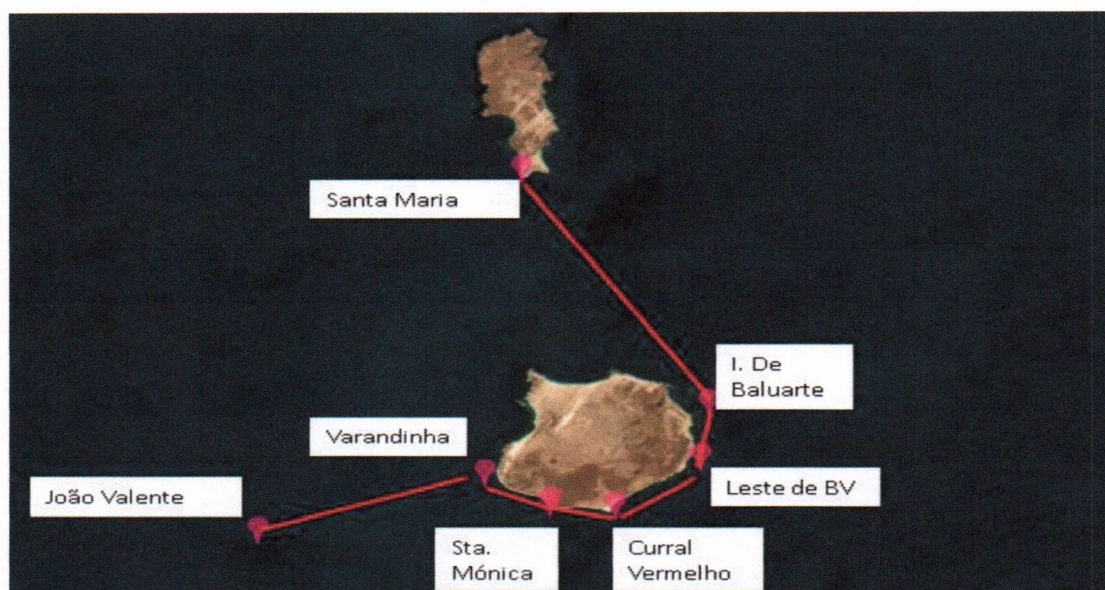 Santa Maria
I. De
Baluarte
Varandinha
João Valente
Leste de BV
Sta.
Mónica
Curral
Vermelho